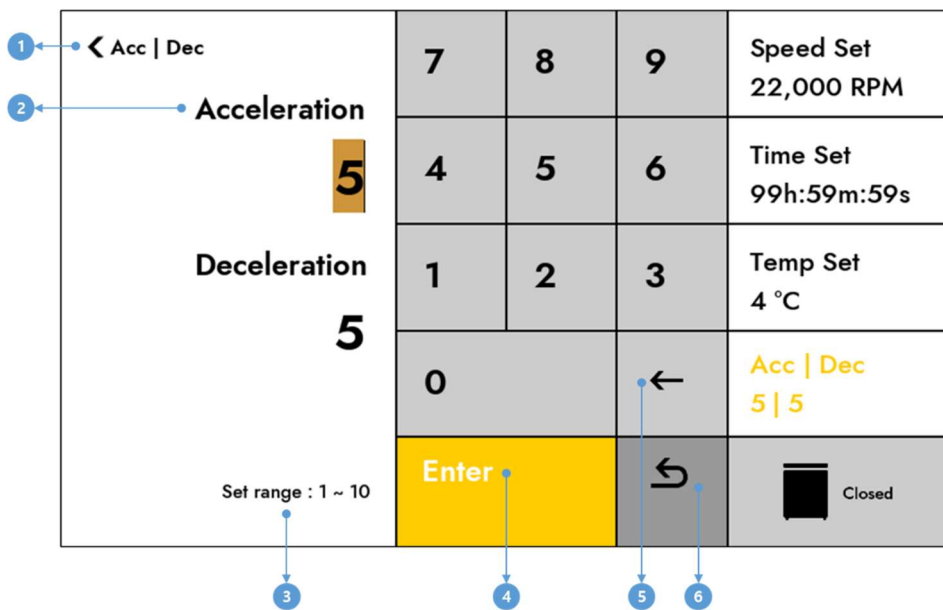 1
Acc | Dec
2
Acceleration
5
Deceleration
5
Set range : 1 ~ 10
3
7
8
9
4
5
6
1
2
3
0
←
Enter
4
5
6
Speed Set
22,000 RPM
Time Set
99h:59m:59s
Temp Set
4 °C
Acc | Dec
5 | 5
Closed